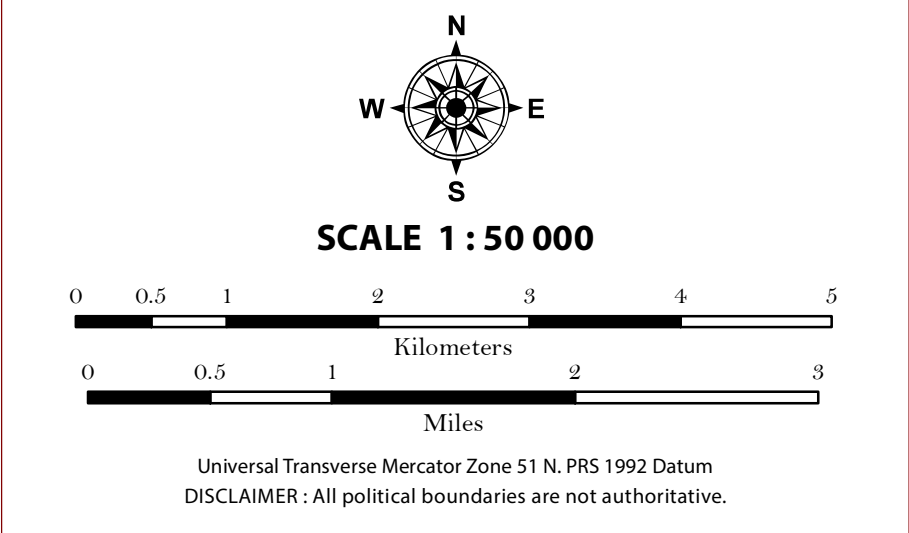 N
W E
S
SCALE 1 : 50 000
0 0.5 1 2 3 4 5
Kilometers
0 0.5 1 2 3
Miles
Universal Transverse Mercator Zone 51 N. PRS 1992 Datum
DISCLAIMER : All political boundaries are not authoritative.